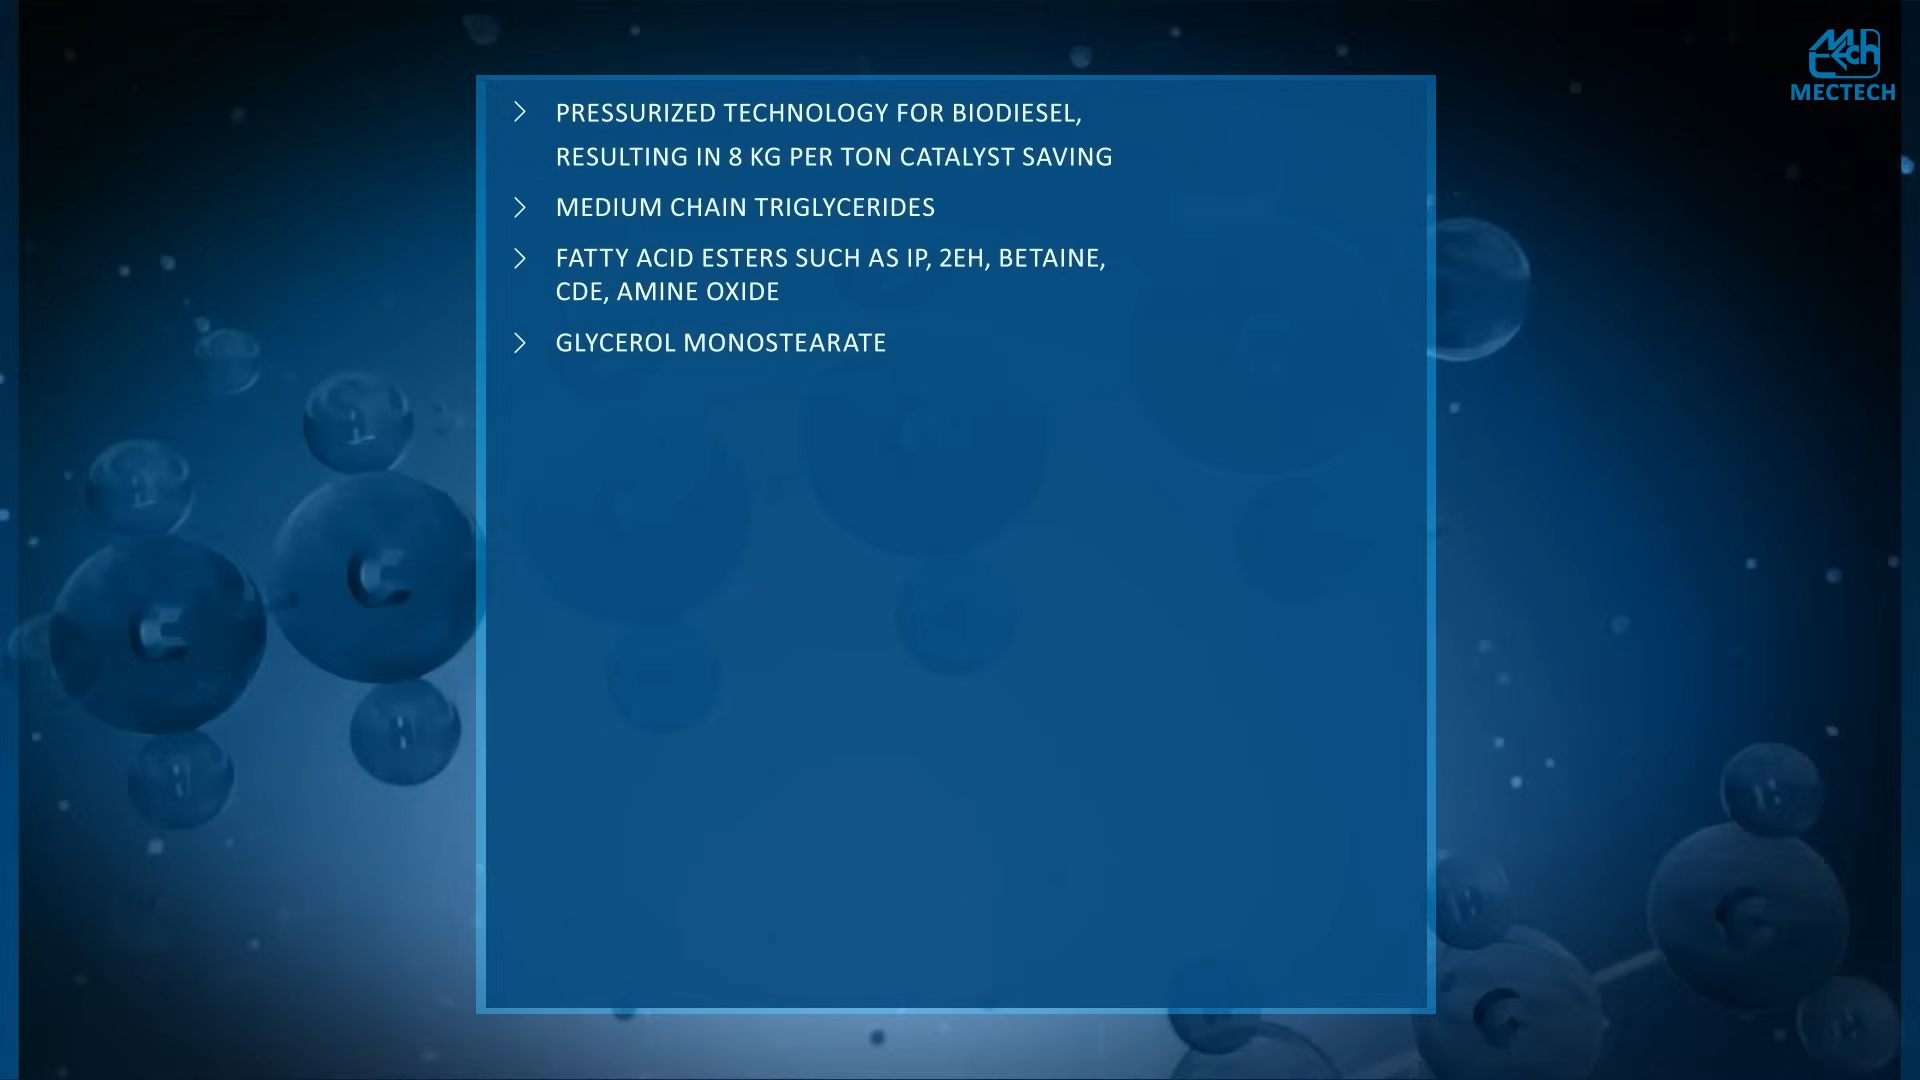 MECTECH
PRESSURIZED TECHNOLOGY FOR BIODIESEL,
RESULTING IN 8 KG PER TON CATALYST SAVING
MEDIUM CHAIN TRIGLYCERIDES
FATTY ACID ESTERS SUCH AS IP, 2EH, BETAINE,
CDE, AMINE OXIDE
GLYCEROL MONOSTEARATE